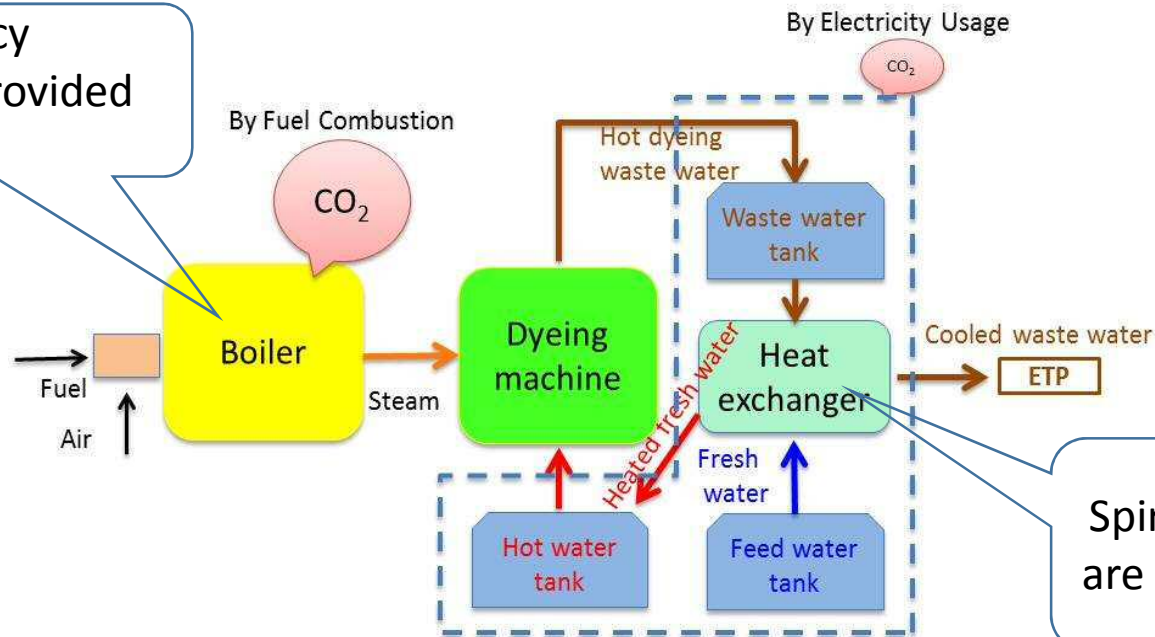 By Electricity Usage
CO₂
rovided
By Fuel Combustion
CO₂
Hot dyeing
waste water
Waste water
tank
Boiler
Dyeing
machine
Heat
exchanger
Cooled waste water
ETP
Fuel
Air
Steam
Heated fresh water
Fresh
water
Hot water
tank
Feed water
tank
are